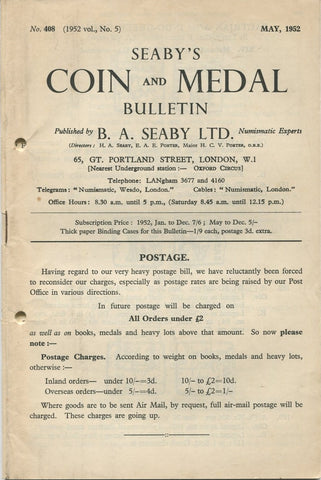 No. 408 (1952 vol., No. 5) MAY, 1952
SEABY'S
COIN AND MEDAL
BULLETIN
Published by B. A. SEABY LTD. Numismatic Experts
(Directors: H. A. SEABY, E. A. E. PORTER, Major H. C. V. PORTER, O.B.E.)
65, GT. PORTLAND STREET, LONDON, W.1
[Nearest Underground station:— OXFORD CIRCUS]
Telephone: LANgham 3677 and 4160
Telegrams: "Numismatic, Wesdo, London." Cables: "Numismatic, London."
Office Hours: 8.30 a.m. until 5 p.m., (Saturday 8.45 a.m. until 12.15 p.m.)
Subscription Price: 1952, Jan. to Dec. 7/6; May to Dec. 5/-
Thick paper Binding Cases for this Bulletin—1/9 each, postage 3d. extra.
POSTAGE.
Having regard to our very heavy postage bill, we have reluctantly been forced
to reconsider our charges, especially as postage rates are being raised by our Post
Office in various directions.
In future postage will be charged on
All Orders under £2
as well as on books, medals and heavy lots above that amount. So now please
note:—
Postage Charges. According to weight on books, medals and heavy lots,
otherwise:—
Inland orders— under 10/-=3d. 10/- to £2=10d.
Overseas orders—under 5/-=4d. 5/- to £2=1/-
Where goods are to be sent Air Mail, by request, full air-mail postage will be
charged. These charges are going up.